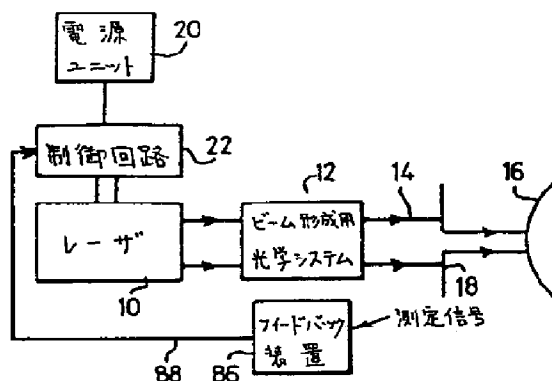 電源
ユニット
20
制御回路
22
12
14
16
レーザ
ビーム形成用
光学システム
10
18
フィードバック
装置
測定信号
88
86